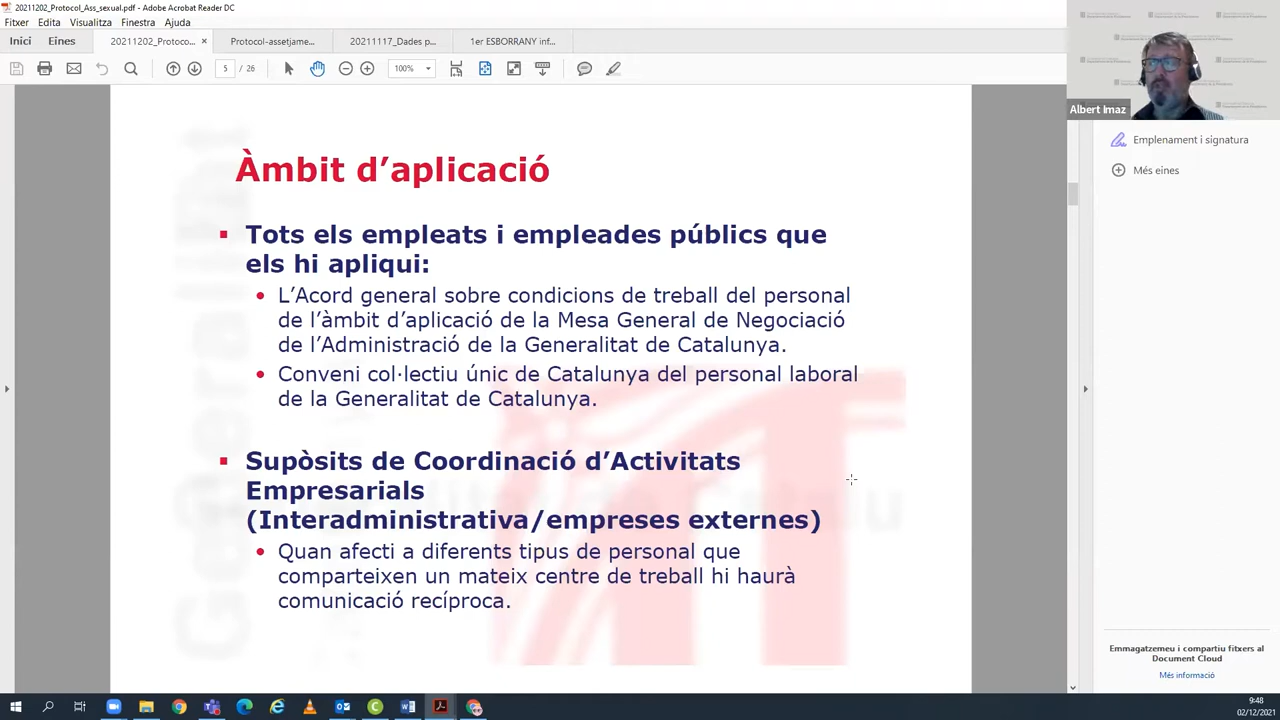 20211202_Protocol_Ass_sexual.pdf - Adobe Acrobat Reader DC
Fitxer Edita Visualitza Finestra Ajuda
Inici Eines 20211202_Protoco... × Protocol-assetjame... 20211117_Dades p... 1er ESBORRANY inf...
5 / 26 100%
Albert Imaz
Emplenament i signatura
Més eines
Àmbit d’aplicació
Tots els empleats i empleades públics que
els hi apliqui:
L’Acord general sobre condicions de treball del personal
de l’àmbit d’aplicació de la Mesa General de Negociació
de l’Administració de la Generalitat de Catalunya.
Conveni col·lectiu únic de Catalunya del personal laboral
de la Generalitat de Catalunya.
Supòsits de Coordinació d’Activitats
Empresarials
(Interadministrativa/empreses externes)
Quan afecti a diferents tipus de personal que
comparteixen un mateix centre de treball hi haurà
comunicació recíproca.
Emmagatzemeu i compartiu fitxers al
Document Cloud
Més informació
9:48
02/12/2021